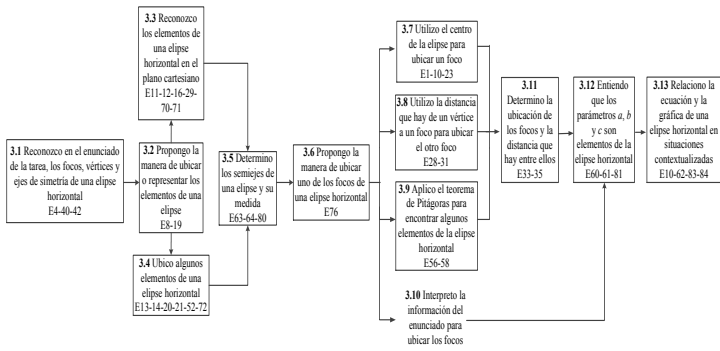 3.1 Reconozco en el enunciado
de la tarea, los focos, vértices y
ejes de simetría de una elipse
horizontal
E4-40-42
3.3 Reconozco
los elementos de
una elipse
horizontal en el
plano cartesiano
E11-12-16-29-
70-71
3.2 Propongo la
manera de ubicar
o representar los
elementos de una
elipse
E8-19
3.4 Ubico algunos
elementos de una
elipse horizontal
E13-14-20-21-52-72
3.5 Determino
los semiejes de
una elipse y su
medida
E63-64-80
3.6 Propongo la
manera de ubicar
uno de los focos de
una elipse horizontal
E76
3.7 Utilizo el centro
de la elipse para
ubicar un foco
E1-10-23
3.8 Utilizo la distancia
que hay de un vértice
a un foco para ubicar
el otro foco
E28-31
3.9 Aplico el teorema
de Pitágoras para
encontrar algunos
elementos de la elipse
horizontal
E56-58
3.10 Interpreto la
información del
enunciado para
ubicar los focos
3.11
Determino la
ubicación de
los focos y la
distancia que
hay entre ellos
E33-35
3.12 Entiendo
que los
parámetros a, b
y c son
elementos de la
elipse horizontal
E60-61-81
3.13 Relaciono la
ecuación y la
gráfica de una
elipse horizontal en
situaciones
contextualizadas
E10-62-83-84